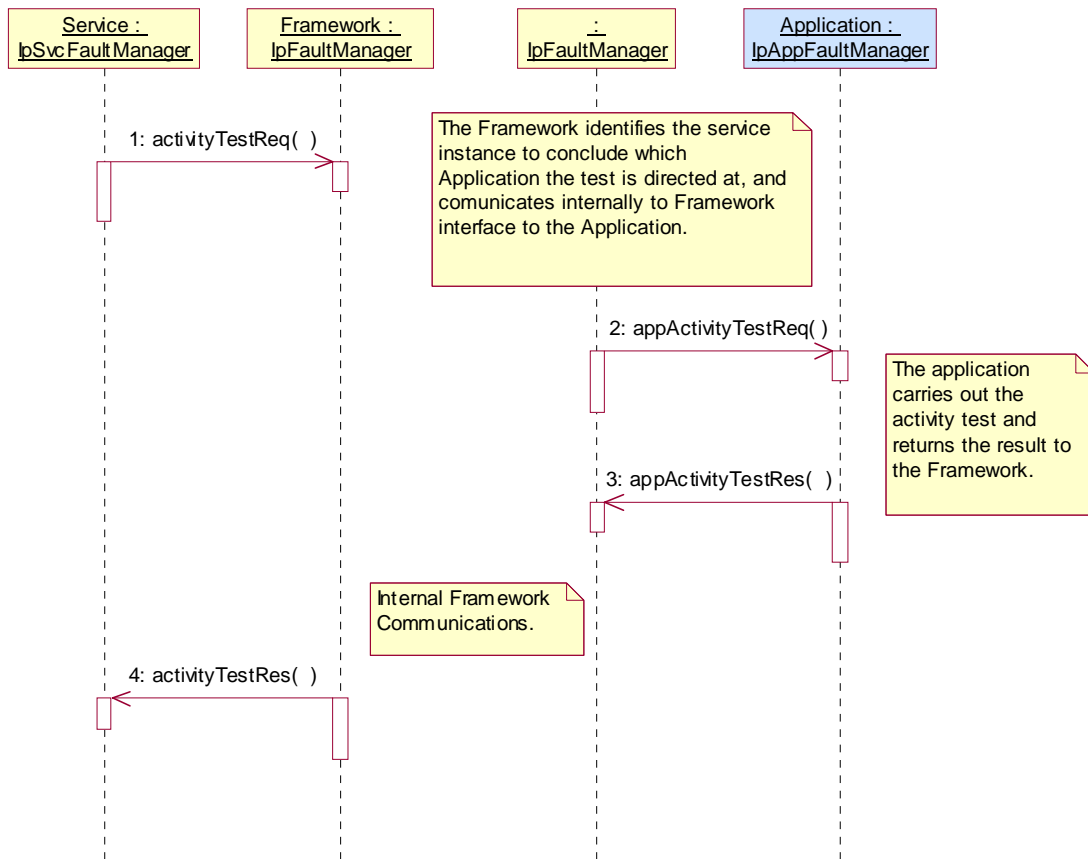 Service :
IpSvcFaultManager
Framework :
IpFaultManager
:
IpFaultManager
Application :
IpAppFaultManager
1: activityTestReq( )
The Framework identifies the service
instance to conclude which
Application the test is directed at, and
comunicates internally to Framework
interface to the Application.
2: appActivityTestReq( )
The application
carries out the
activity test and
returns the result to
the Framework.
3: appActivityTestRes( )
Internal Framework
Communications.
4: activityTestRes( )